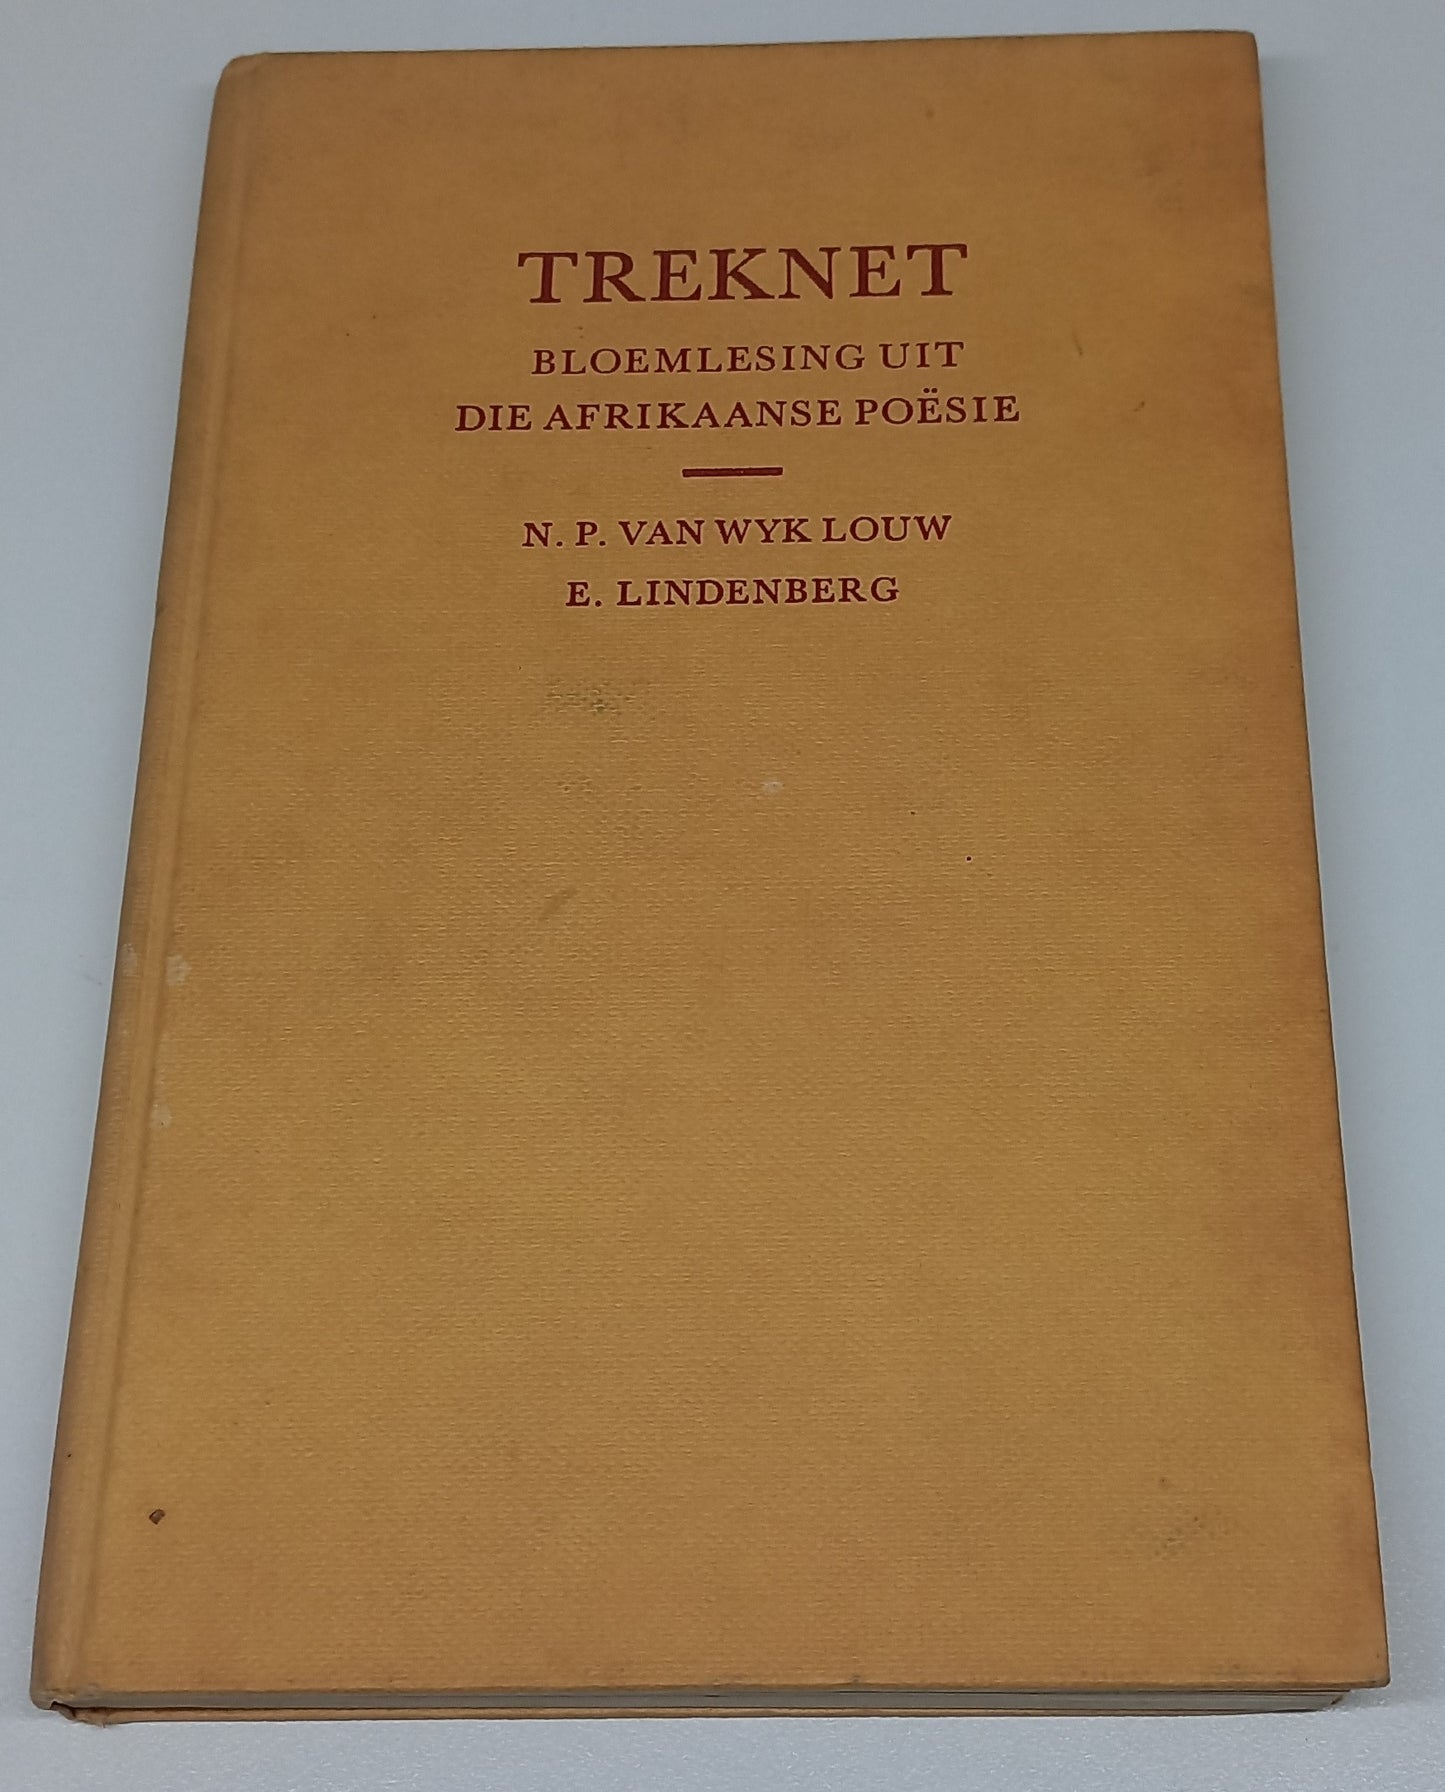 TREKNET
BLOEMLESING UIT
DIE AFRIKAANSE POËSIE
N. P. VAN WYK LOUW
E. LINDENBERG